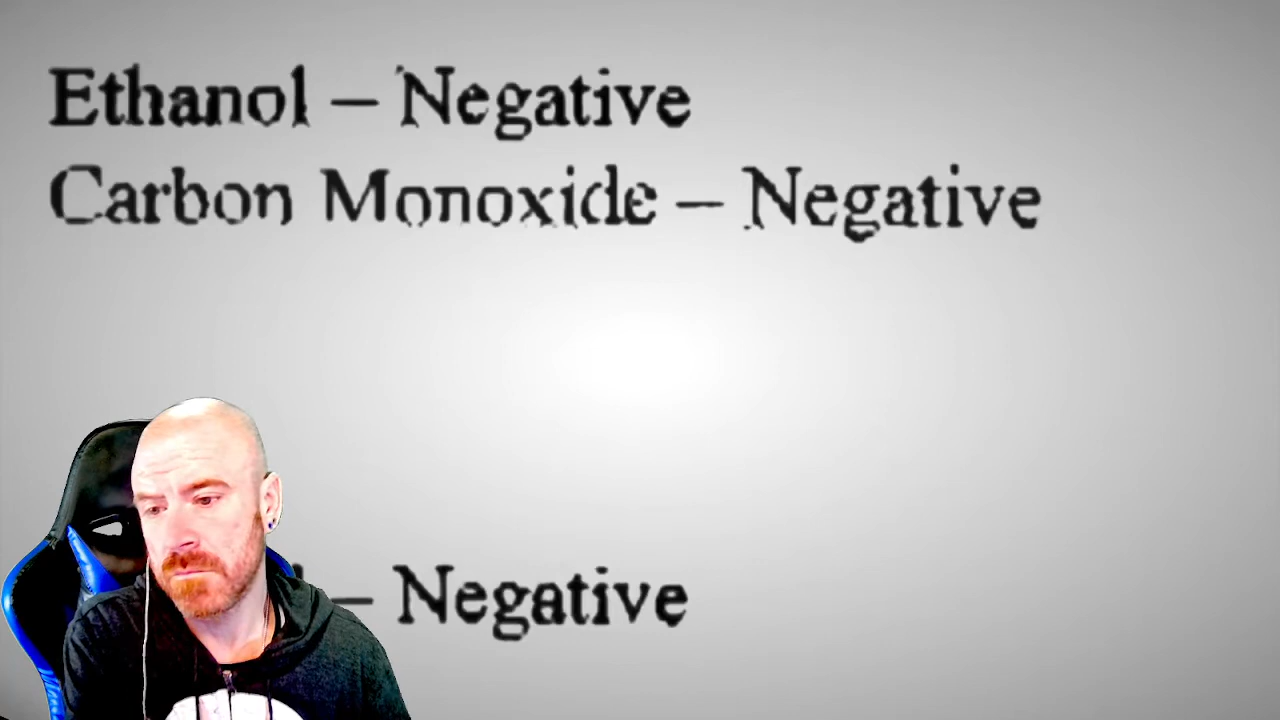 Ethanol – Negative
Carbon Monoxide – Negative
– Negative